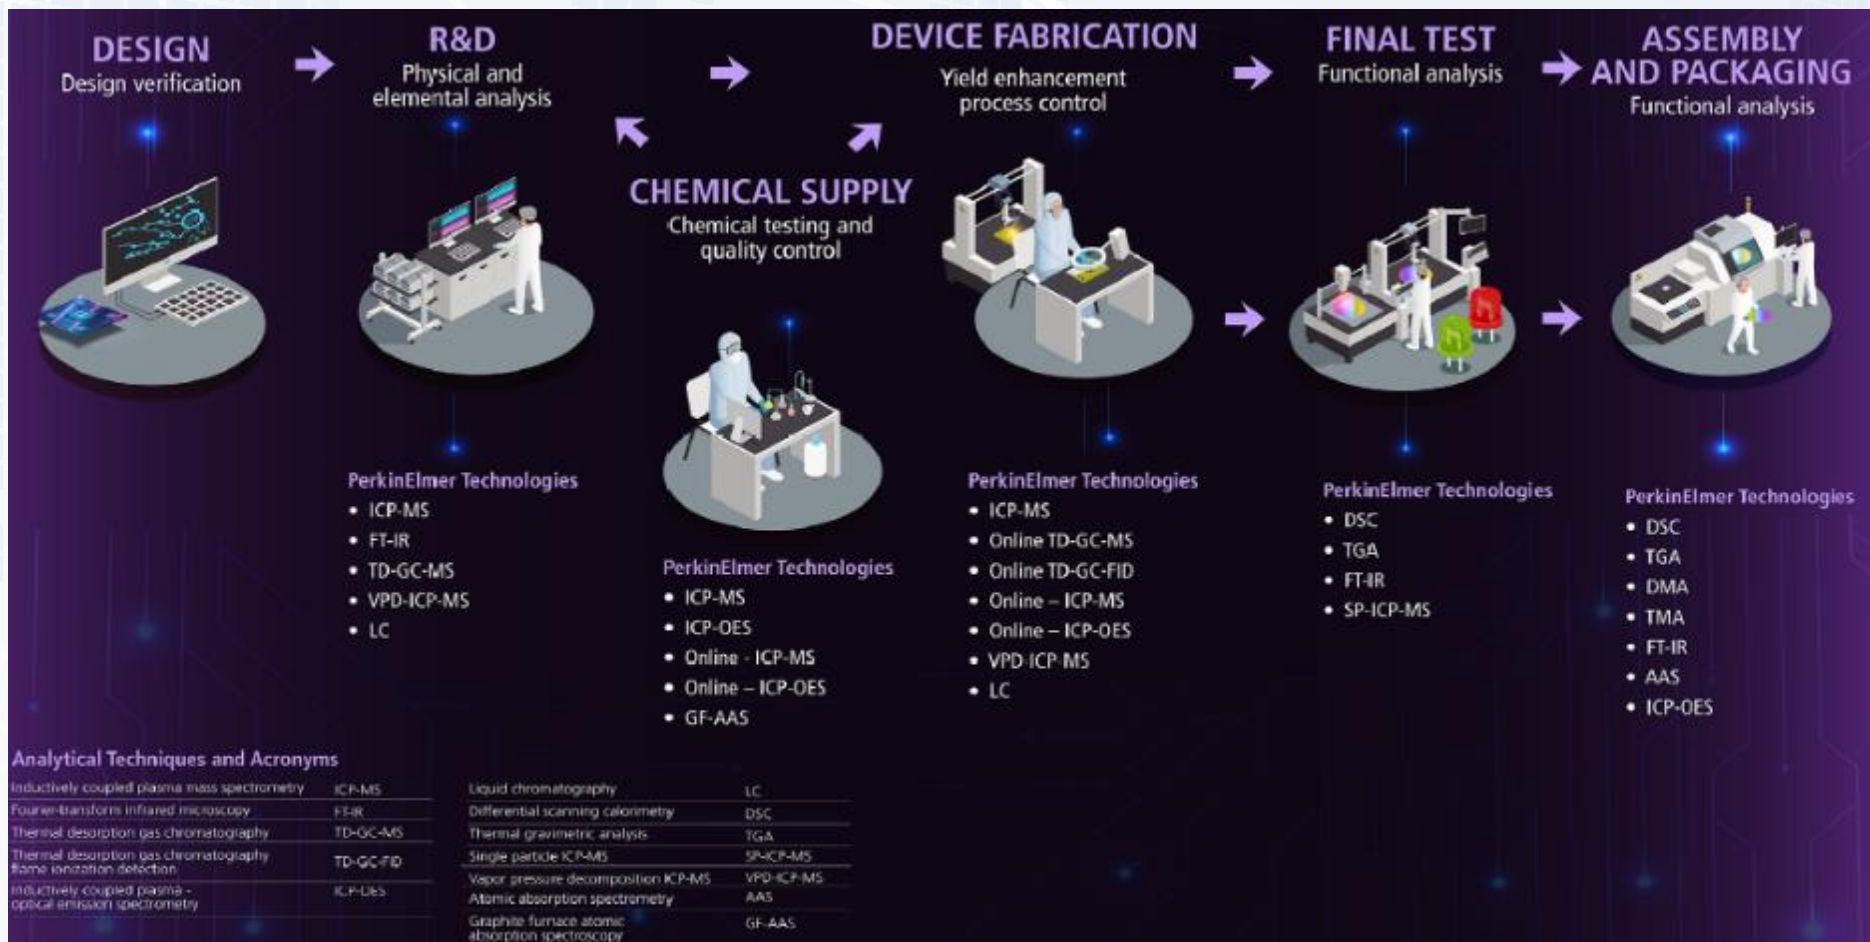 DESIGN
Design verification
R&D
Physical and
elemental analysis
CHEMICAL SUPPLY
Chemical testing and
quality control
DEVICE FABRICATION
Yield enhancement
process control
FINAL TEST
Functional analysis
ASSEMBLY
AND PACKAGING
Functional analysis
PerkinElmer Technologies
• ICP-MS
• FT-IR
• TD-GC-MS
• VPD-ICP-MS
• LC
PerkinElmer Technologies
• ICP-MS
• ICP-OES
• Online - ICP-MS
• Online – ICP-OES
• GF-AAS
PerkinElmer Technologies
• ICP-MS
• Online TD-GC-MS
• Online TD-GC-FID
• Online – ICP-MS
• Online – ICP-OES
• VPD-ICP-MS
• LC
PerkinElmer Technologies
• DSC
• TGA
• FT-IR
• SP-ICP-MS
PerkinElmer Technologies
• DSC
• TGA
• DMA
• TMA
• FT-IR
• AAS
• ICP-OES
Analytical Techniques and Acronyms
Inductively coupled plasma mass spectrometry ICP-MS
Fourier-transform infrared microscopy FT-IR
Thermal desorption gas chromatography TD-GC-MS
Thermal desorption gas chromatography
flame ionization detection TD-GC-FID
Inductively coupled plasma -
optical emission spectrometry ICP-OES
Liquid chromatography LC
Differential scanning calorimetry DSC
Thermal gravimetric analysis TGA
Single particle ICP-MS SP-ICP-MS
Vapor pressure decomposition ICP-MS VPD-ICP-MS
Atomic absorption spectrometry AAS
Graphite furnace atomic
absorption spectroscopy GF-AAS